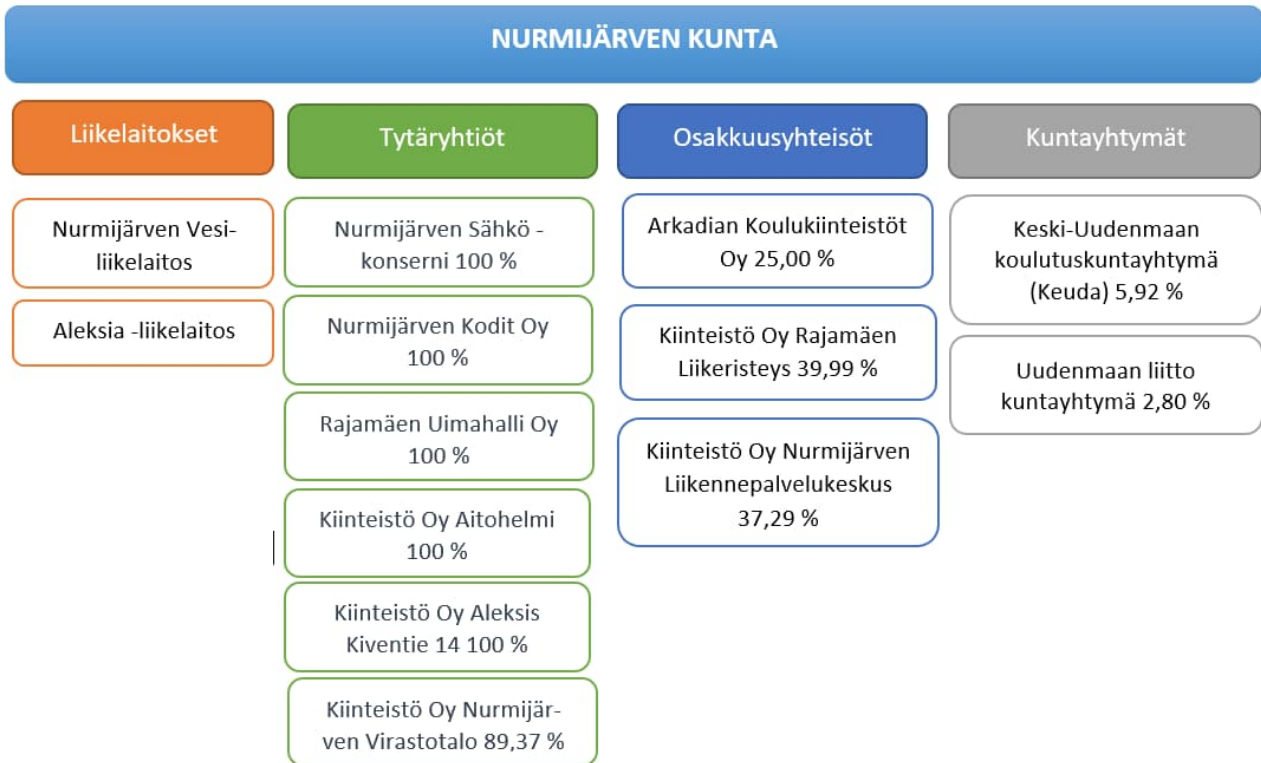 NURMIJÄRVEN KUNTA
Liikelaitokset
Nurmijärven Vesi-
liikelaitos
Aleksia -liikelaitos
Tytäryhtiöt
Nurmijärven Sähkö -
konserni 100 %
Nurmijärven Kodit Oy
100 %
Rajamäen Uimahalli Oy
100 %
Kiinteistö Oy Aitohelmi
100 %
Kiinteistö Oy Aleksis
Kiventie 14 100 %
Kiinteistö Oy Nurmijär-
ven Virastotalo 89,37 %
Osakkuusyhteisöt
Arkadian Koulukiinteistöt
Oy 25,00 %
Kiinteistö Oy Rajamäen
Liikeristeys 39,99 %
Kiinteistö Oy Nurmijärven
Liikennepalvelukeskus
37,29 %
Kuntayhtymät
Keski-Uudenmaan
koulutuskuntayhtymä
(Keuda) 5,92 %
Uudenmaan liitto
kuntayhtymä 2,80 %